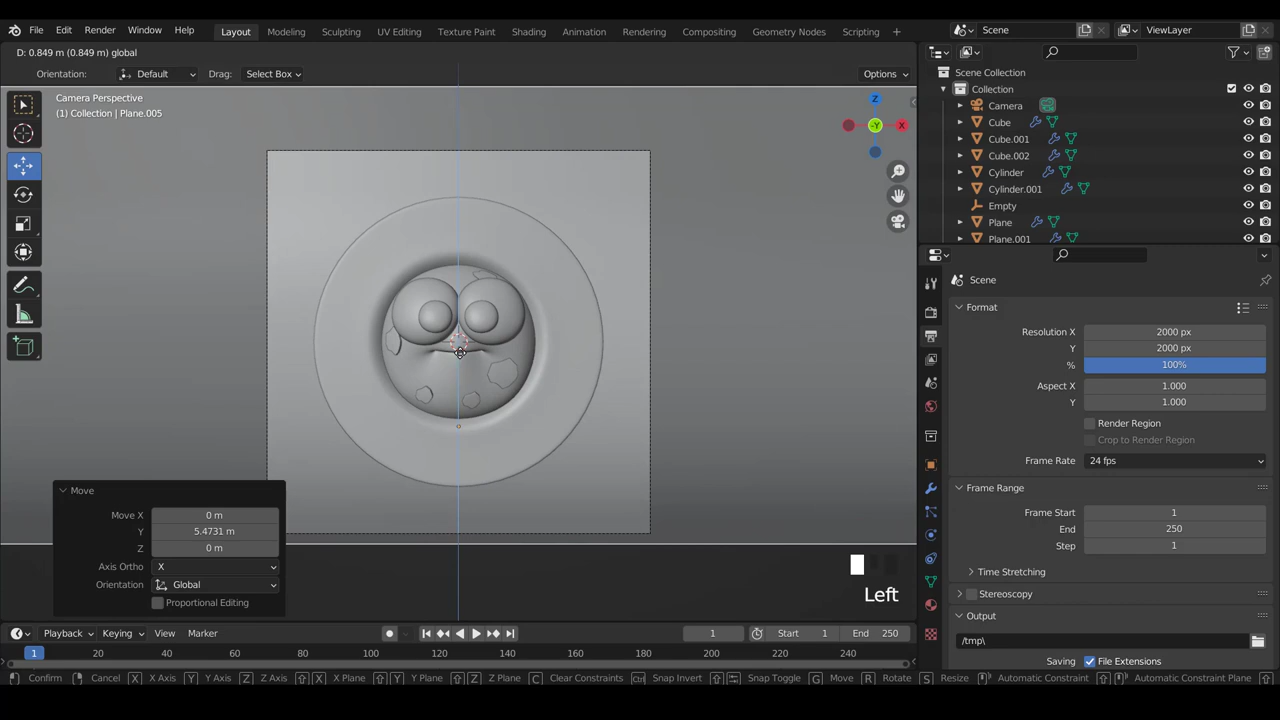 File Edit Render Window Help Layout Modeling Sculpting UV Editing Texture Paint Shading Animation Rendering Compositing Geometry Nodes Scripting + Scene ViewLayer
D: 0.849 m (0.849 m) global
Orientation: Default Drag: Select Box Options
Camera Perspective
(1) Collection | Plane.005
Z
-Y
X
Scene Collection
Collection
Camera
Cube
Cube.001
Cube.002
Cylinder
Cylinder.001
Empty
Plane
Plane.001
Scene
Format
Resolution X 2000 px
Y 2000 px
% 100%
Aspect X 1.000
Y 1.000
Render Region
Crop to Render Region
Frame Rate 24 fps
Frame Range
Frame Start 1
End 250
Step 1
Time Stretching
Stereoscopy
Output
/tmp\
Saving File Extensions
Move
Move X 0 m
Y 5.4731 m
Z 0 m
Axis Ortho X
Orientation Global
Proportional Editing
Left
Playback Keying View Marker 1 Start 1 End 250
1 20 40 60 80 100 120 140 160 180 200 220 240
Confirm Cancel X X Axis Y Y Axis Z Z Axis X X Plane Y Y Plane Z Z Plane C Clear Constraints Snap Invert Snap Toggle G Move R Rotate S Resize Automatic Constraint Automatic Constraint Plane